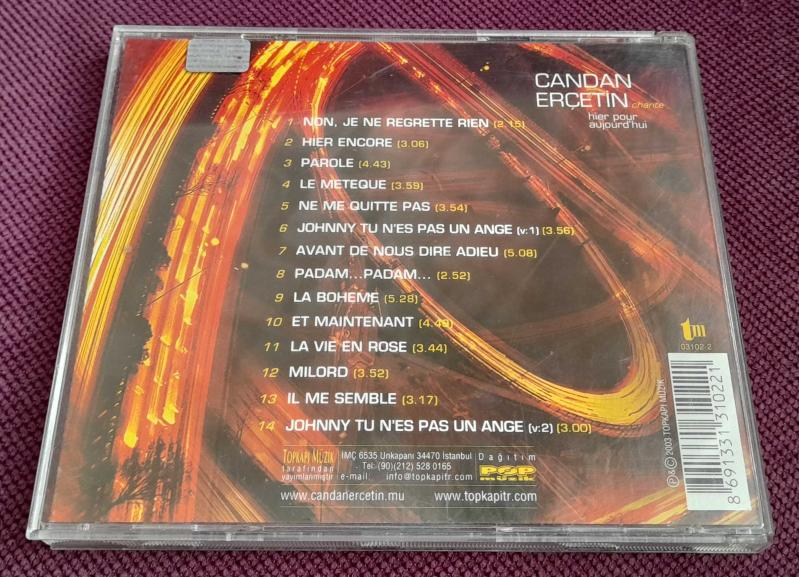 CANDAN
ERÇETİN chante
hier pour
aujourd'hui
1 NON, JE NE REGRETTE RIEN (2.15)
2 HIER ENCORE (3.06)
3 PAROLE (4.43)
4 LE METEQUE (3.59)
5 NE ME QUITTE PAS (3.54)
6 JOHNNY TU N'ES PAS UN ANGE (v:1) (3.56)
7 AVANT DE NOUS DIRE ADIEU (5.08)
8 PADAM...PADAM... (2.52)
9 LA BOHEME (5.28)
10 ET MAINTENANT (4.49)
11 LA VIE EN ROSE (3.44)
12 MILORD (3.52)
13 IL ME SEMBLE (3.17)
14 JOHNNY TU N'ES PAS UN ANGE (v:2) (3.00)
tm
03102-2
TOPKAPI MÜZİK
tarafından
yayımlanmıştır
İMÇ 6535 Unkapanı 34470 İstanbul
Tel: (90)(212) 528 0165
e-mail: info@topkapitr.com
Dağıtım
POP
MÜZİK
www.candanercetin.mu www.topkapitr.com
℗&© 2003 TOPKAPI MÜZİK
8 691331 310221